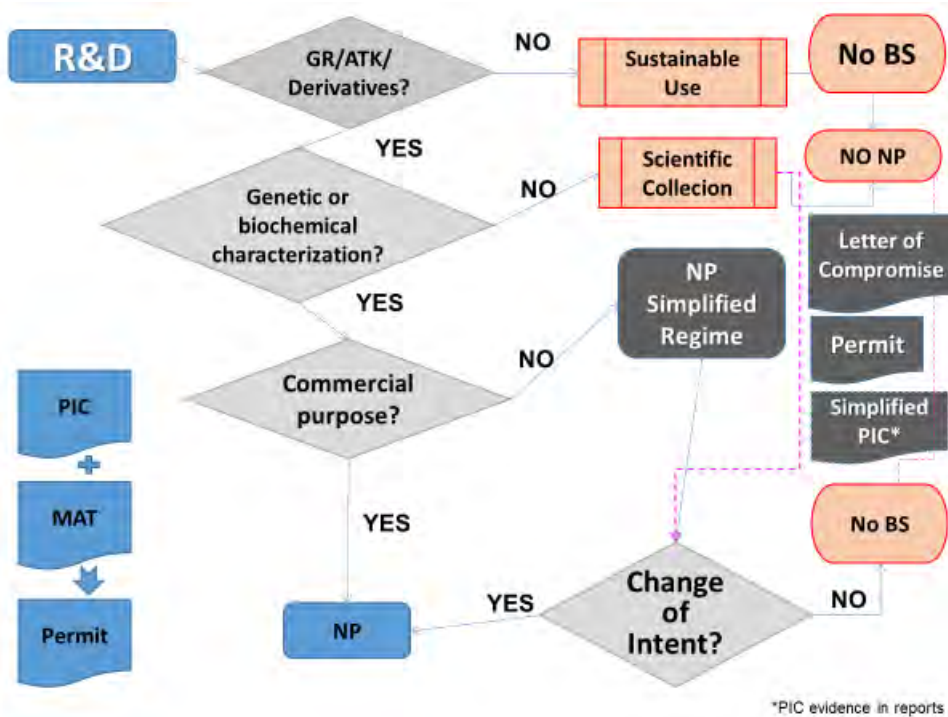 R&D
GR/ATK/
Derivatives?
NO
Sustainable
Use
No BS
YES
Genetic or
biochemical
characterization?
NO
Scientific
Collecion
NO NP
YES
NP
Simplified
Regime
Letter of
Compromise
Permit
Simplified
PIC*
Commercial
purpose?
NO
PIC
MAT
Permit
YES
NP
YES
Change
of
Intent?
NO
No BS
*PIC evidence in reports